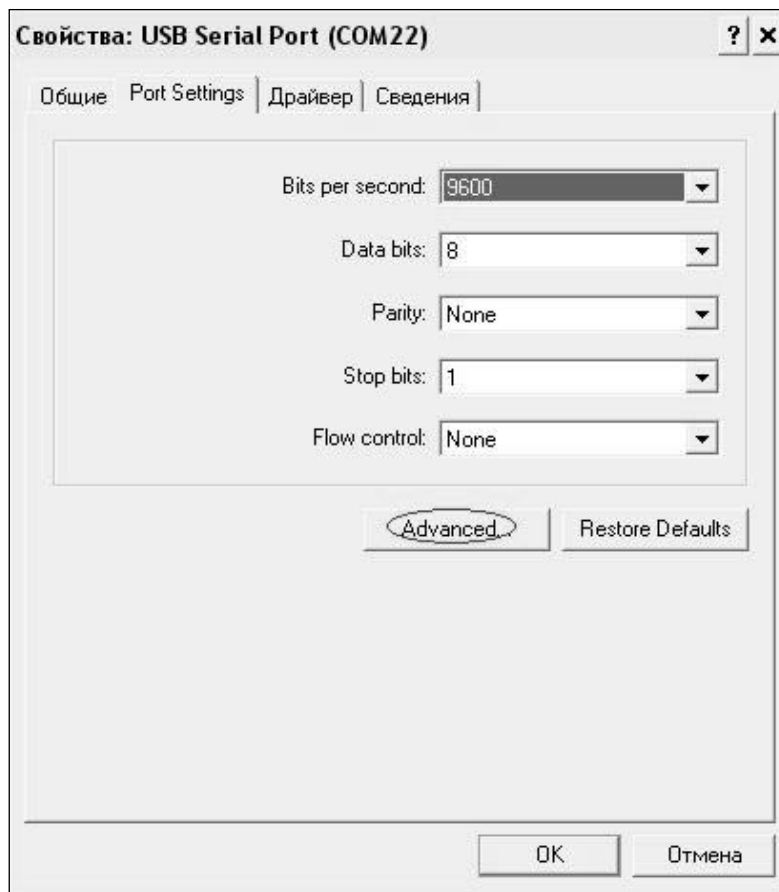 Свойства: USB Serial Port (COM22)
? ×
Общие Port Settings Драйвер Сведения
Bits per second: 9600
Data bits: 8
Parity: None
Stop bits: 1
Flow control: None
Advanced... Restore Defaults
OK Отмена